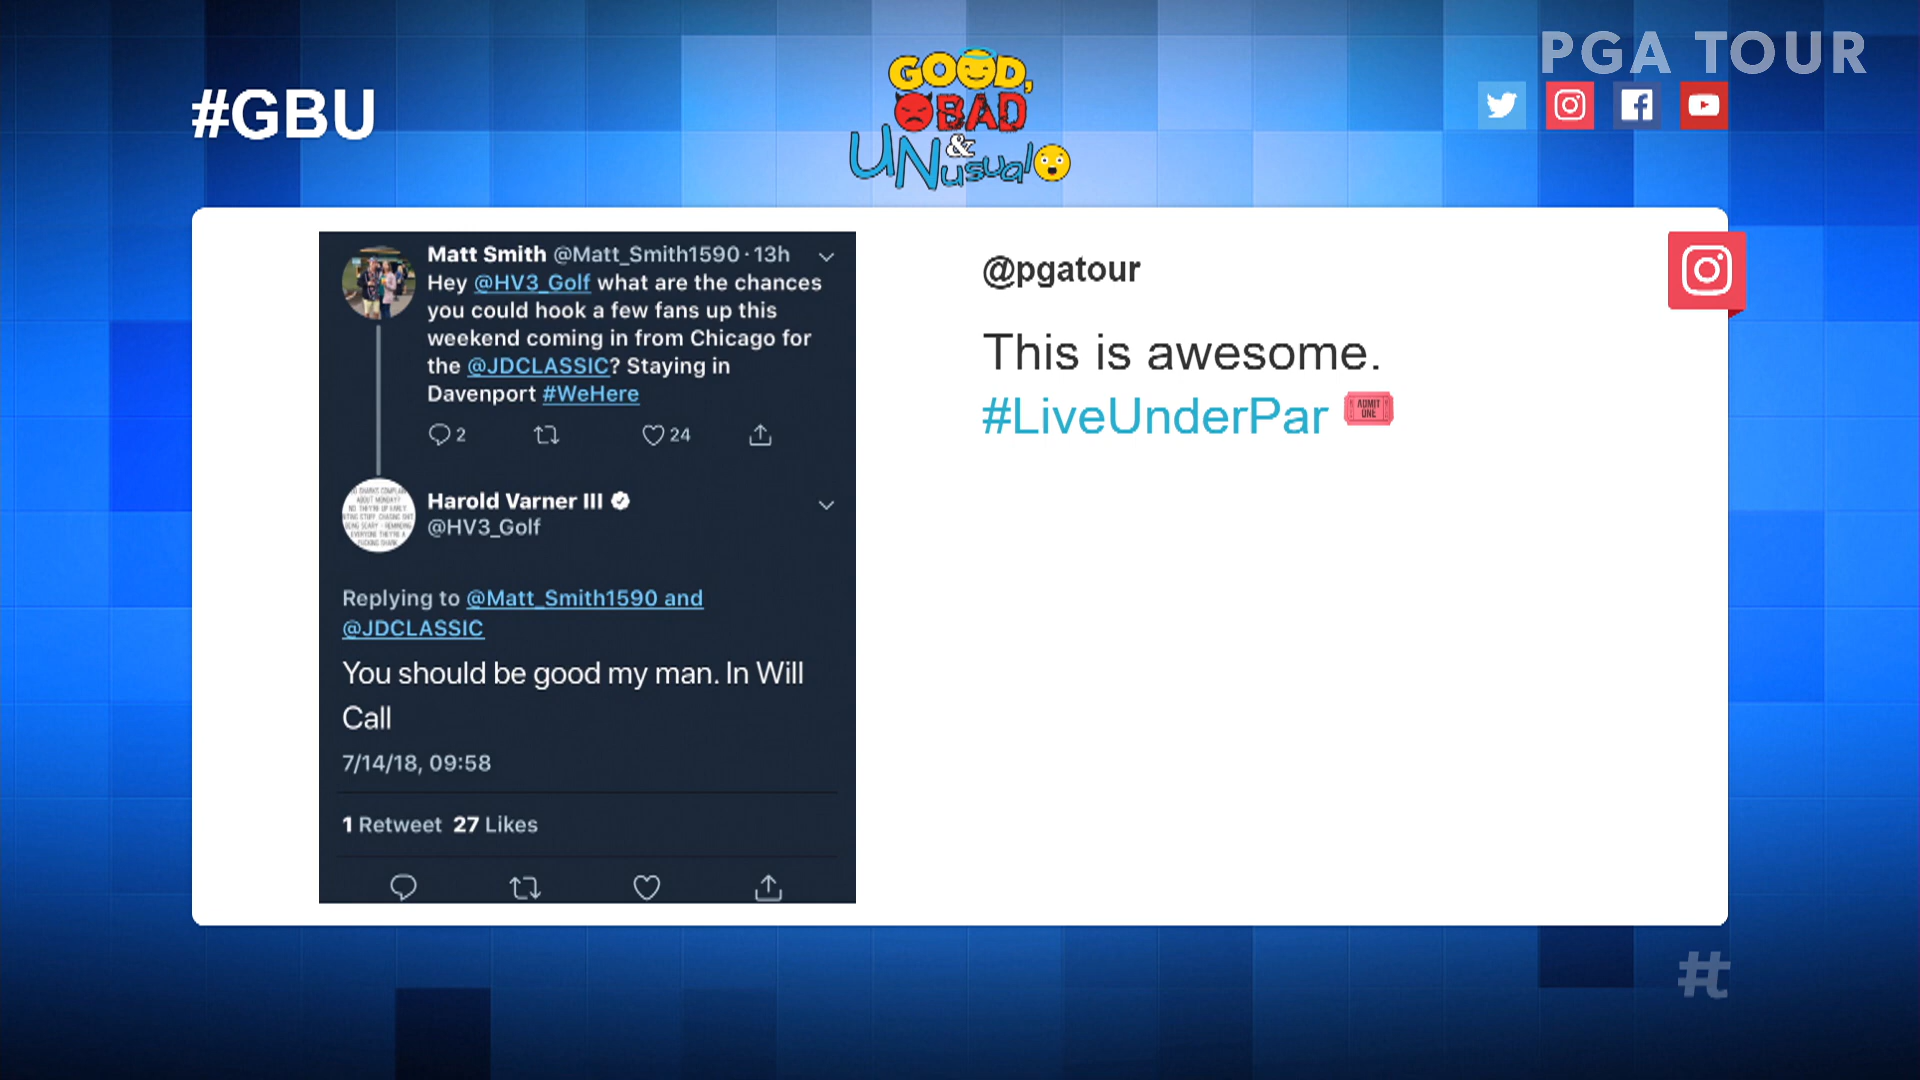 PGA TOUR
#GBU
GOOD,
BAD
&
UNusual
Matt Smith @Matt_Smith1590 · 13h
Hey @HV3_Golf what are the chances
you could hook a few fans up this
weekend coming in from Chicago for
the @JDCLASSIC? Staying in
Davenport #WeHere
2
24
Harold Varner III
@HV3_Golf
Replying to @Matt_Smith1590 and
@JDCLASSIC
You should be good my man. In Will
Call
7/14/18, 09:58
1 Retweet 27 Likes
@pgatour
This is awesome.
#LiveUnderPar
ADMIT
ONE